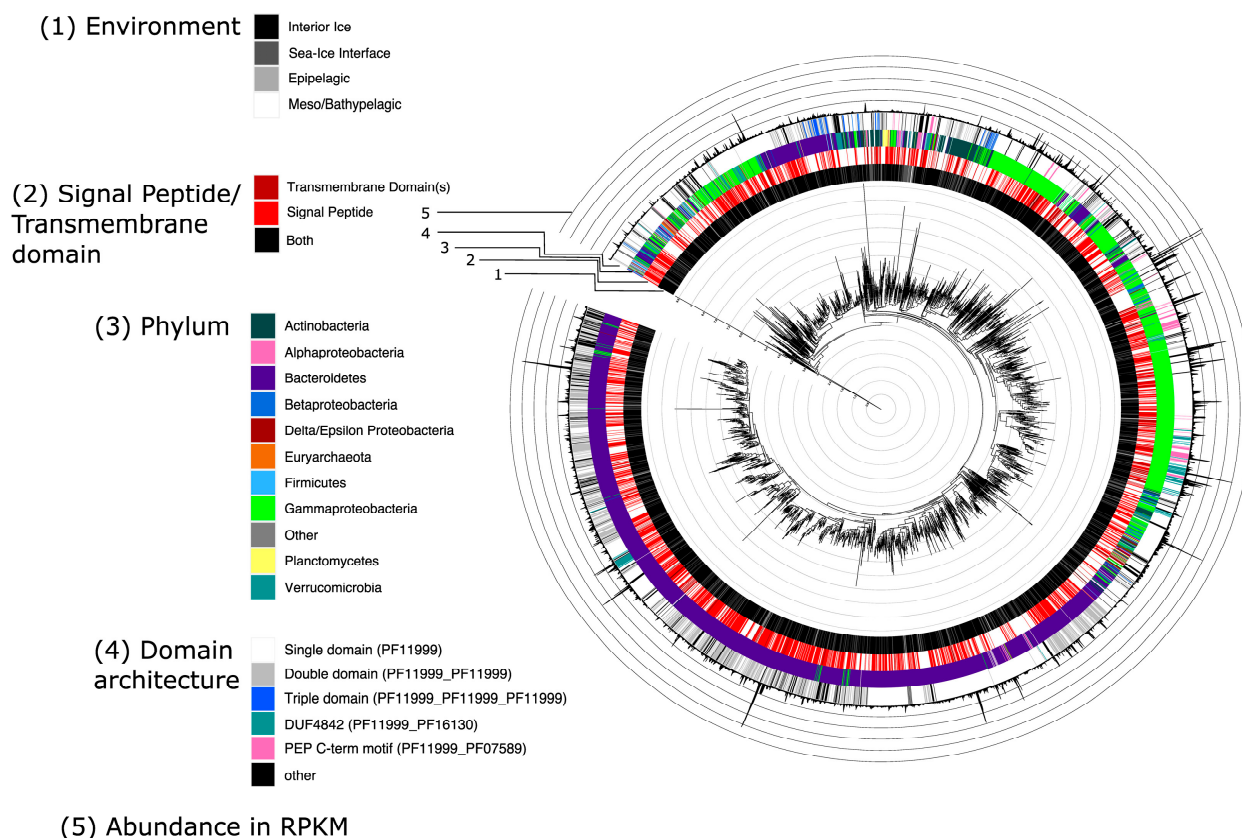 (1) Environment
Interior Ice
Sea-Ice Interface
Epipelagic
Meso/Bathypelagic
(2) Signal Peptide/
Transmembrane
domain
Transmembrane Domain(s)
Signal Peptide
Both
5
4
3
2
1
(3) Phylum
Actinobacteria
Alphaproteobacteria
Bacteroidetes
Betaproteobacteria
Delta/Epsilon Proteobacteria
Euryarchaeota
Firmicutes
Gammaproteobacteria
Other
Planctomycetes
Verrucomicrobia
(4) Domain
architecture
Single domain (PF11999)
Double domain (PF11999_PF11999)
Triple domain (PF11999_PF11999_PF11999)
DUF4842 (PF11999_PF16130)
PEP C-term motif (PF11999_PF07589)
other
(5) Abundance in RPKM